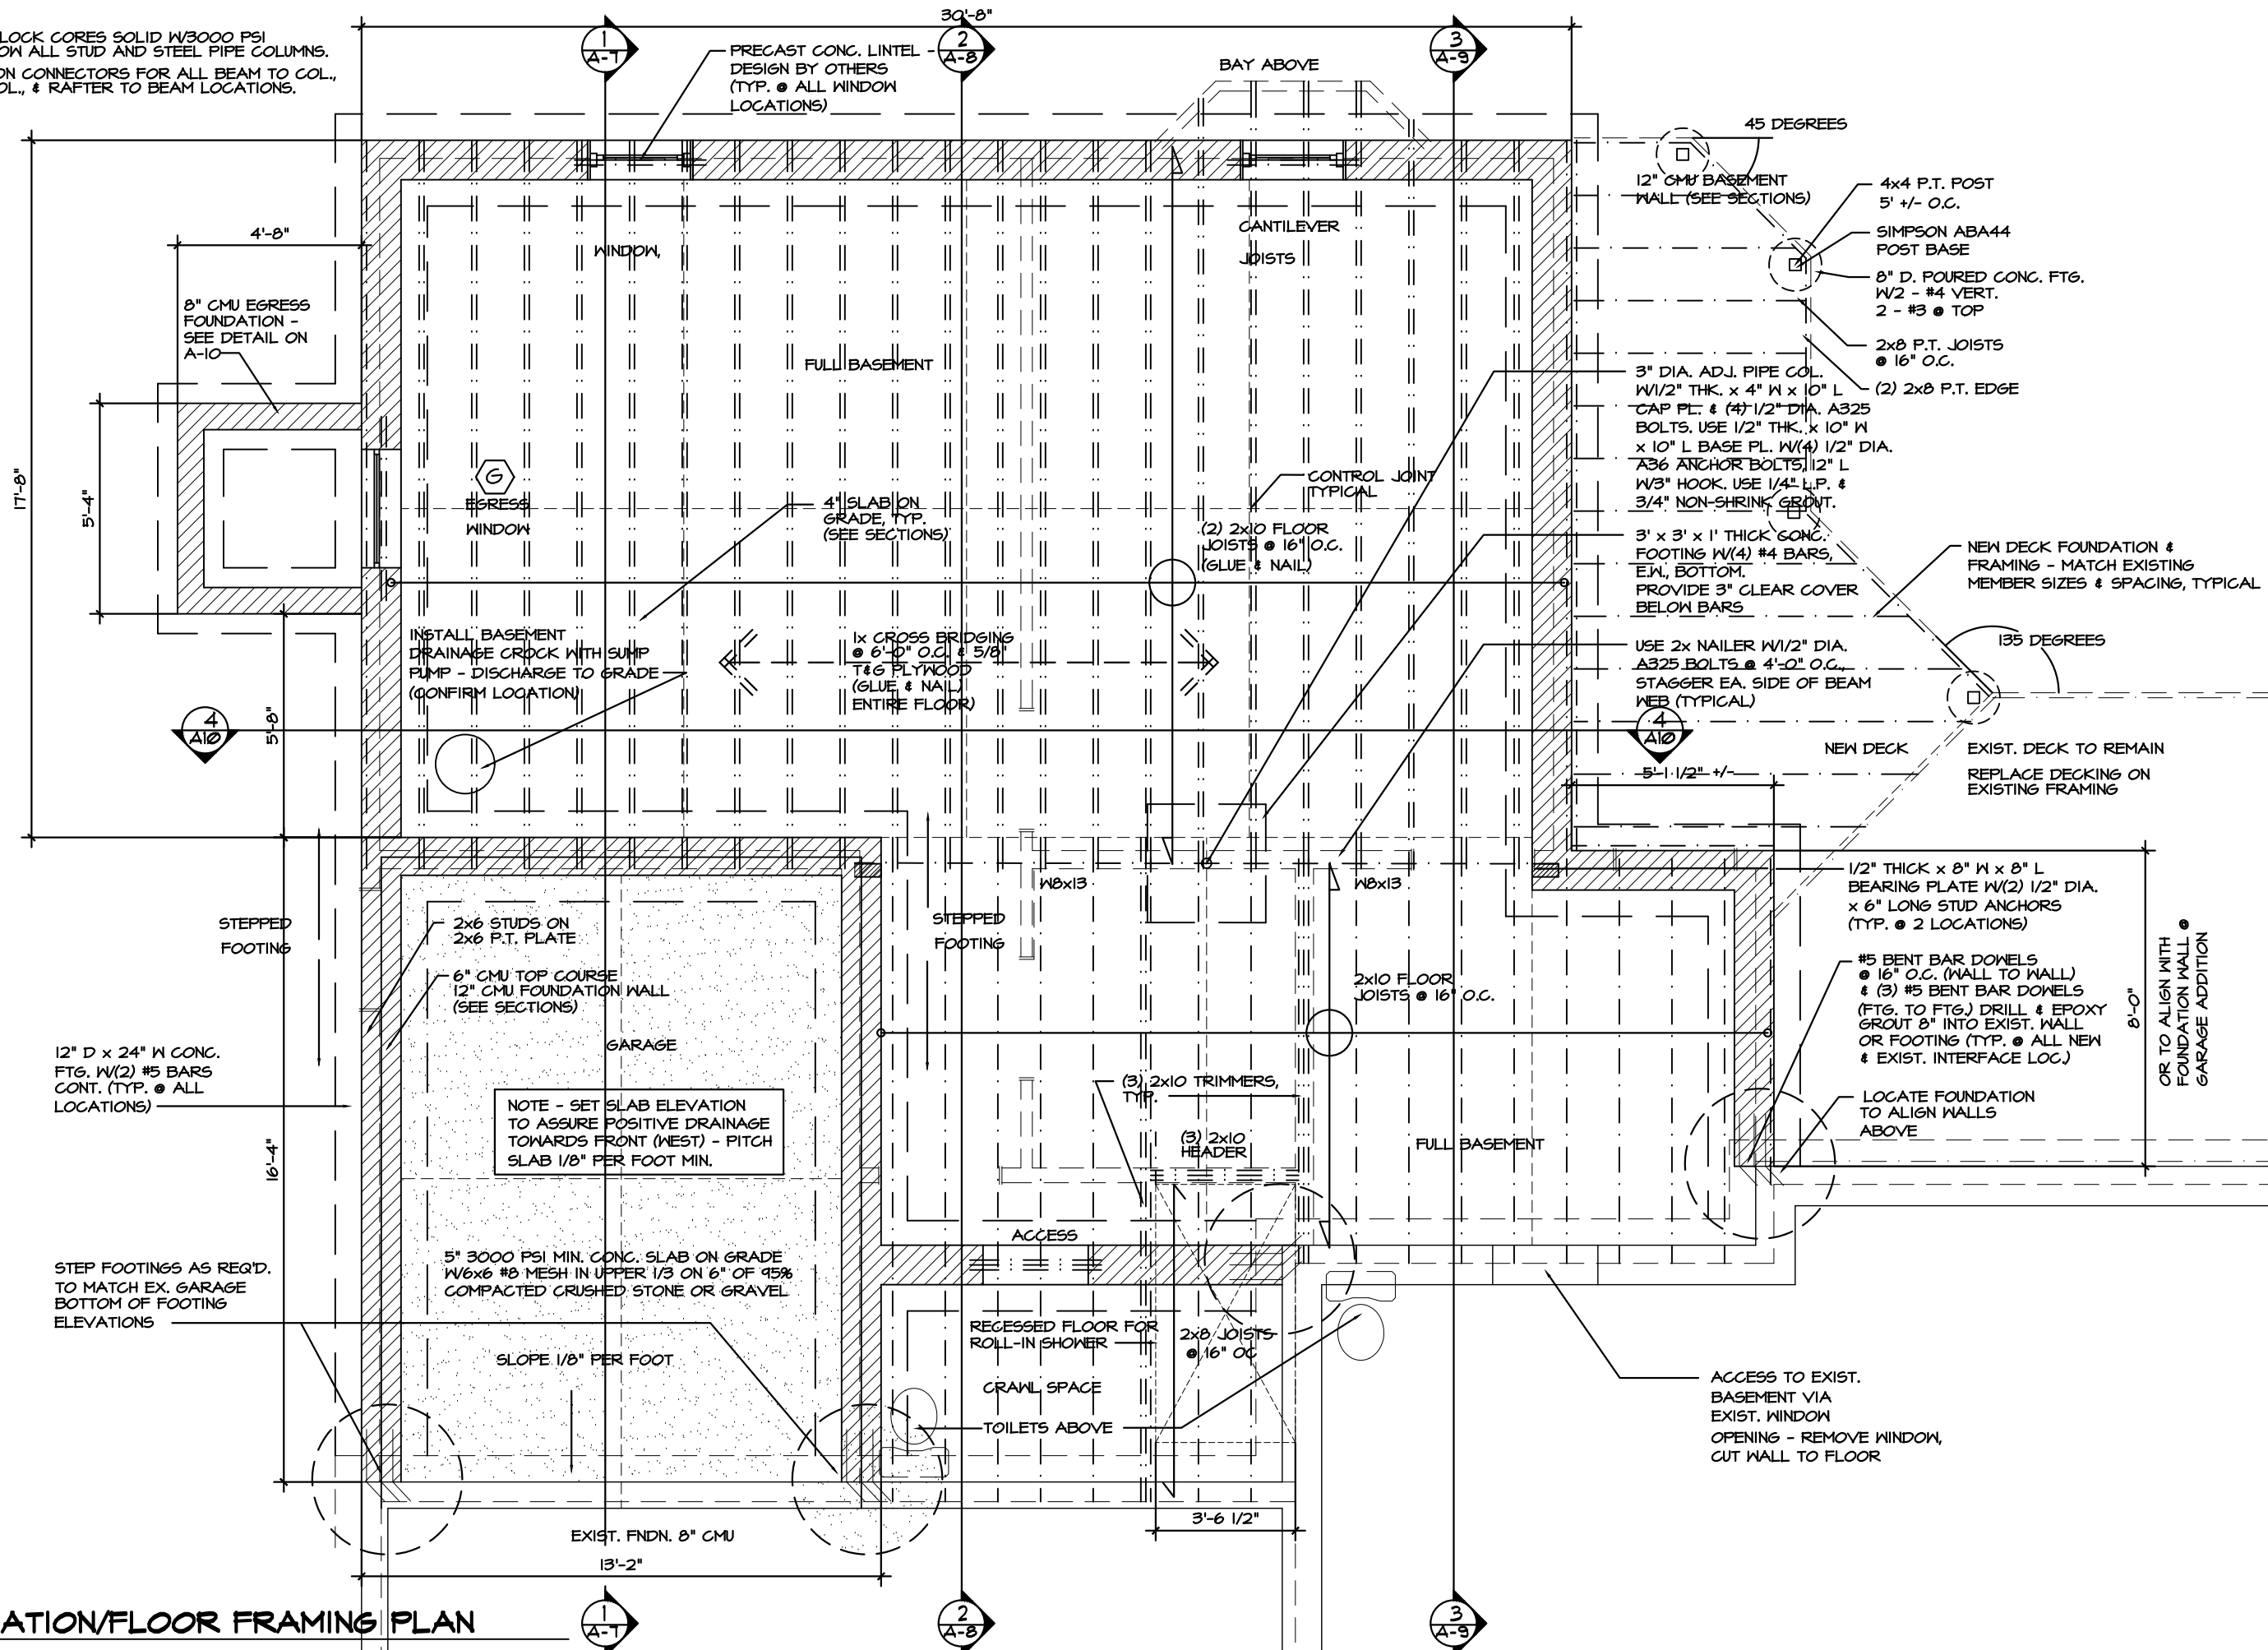 LOCK CORES SOLID W/3000 PSI
OW ALL STUD AND STEEL PIPE COLUMNS.
ON CONNECTORS FOR ALL BEAM TO COL.,
OL., & RAFTER TO BEAM LOCATIONS.
30'-8"
1
A-7
2
A-8
3
A-9
PRECAST CONC. LINTEL -
DESIGN BY OTHERS
(TYP. @ ALL WINDOW
LOCATIONS)
BAY ABOVE
45 DEGREES
12" CMU BASEMENT
WALL (SEE SECTIONS)
4x4 P.T. POST
5' +/- O.C.
SIMPSON ABA44
POST BASE
8" D. POURED CONC. FTG.
W/2 - #4 VERT.
2 - #3 @ TOP
2x8 P.T. JOISTS
@ 16" O.C.
(2) 2x8 P.T. EDGE
4'-8"
WINDOW,
CANTILEVER
JOISTS
8" CMU EGRESS
FOUNDATION -
SEE DETAIL ON
A-10
FULL BASEMENT
3" DIA. ADJ. PIPE COL.
W/1/2" THK. x 4" W x 10" L
CAP PL. & (4) 1/2" DIA. A325
BOLTS. USE 1/2" THK. x 10" W
x 10" L BASE PL. W/(4) 1/2" DIA.
A36 ANCHOR BOLTS, 12" L
W/3" HOOK. USE 1/4" L.P. &
3/4" NON-SHRINK GROUT.
17'-8"
5'-4"
G
EGRESS
WINDOW
4" SLAB ON
GRADE, TYP.
(SEE SECTIONS)
CONTROL JOINT
TYPICAL
(2) 2x10 FLOOR
JOISTS @ 16" O.C.
(GLUE & NAIL)
3' x 3' x 1' THICK CONC.
FOOTING W/(4) #4 BARS,
E.W., BOTTOM.
PROVIDE 3" CLEAR COVER
BELOW BARS
NEW DECK FOUNDATION &
FRAMING - MATCH EXISTING
MEMBER SIZES & SPACING, TYPICAL
INSTALL BASEMENT
DRAINAGE CROCK WITH SUMP
PUMP - DISCHARGE TO GRADE
(CONFIRM LOCATION)
1x CROSS BRIDGING
@ 6'-0" O.C. & 5/8"
T&G PLYWOOD
(GLUE & NAIL
ENTIRE FLOOR)
USE 2x NAILER W/1/2" DIA.
A325 BOLTS @ 4'-0" O.C.,
STAGGER EA. SIDE OF BEAM
WEB (TYPICAL)
135 DEGREES
4
A10
5'-8"
4
A10
NEW DECK
EXIST. DECK TO REMAIN
REPLACE DECKING ON
EXISTING FRAMING
5'-1 1/2" +/-
W8x13
W8x13
1/2" THICK x 8" W x 8" L
BEARING PLATE W/(2) 1/2" DIA.
x 6" LONG STUD ANCHORS
(TYP. @ 2 LOCATIONS)
STEPPED
FOOTING
2x6 STUDS ON
2x6 P.T. PLATE
STEPPED
FOOTING
6" CMU TOP COURSE
12" CMU FOUNDATION WALL
(SEE SECTIONS)
2x10 FLOOR
JOISTS @ 16" O.C.
#5 BENT BAR DOWELS
@ 16" O.C. (WALL TO WALL)
& (3) #5 BENT BAR DOWELS
(FTG. TO FTG.) DRILL & EPOXY
GROUT 8" INTO EXIST. WALL
OR FOOTING (TYP. @ ALL NEW
& EXIST. INTERFACE LOC.)
8'-0"
OR TO ALIGN WITH
FOUNDATION WALL @
GARAGE ADDITION
GARAGE
12" D x 24" W CONC.
FTG. W/(2) #5 BARS
CONT. (TYP. @ ALL
LOCATIONS)
NOTE - SET SLAB ELEVATION
TO ASSURE POSITIVE DRAINAGE
TOWARDS FRONT (WEST) - PITCH
SLAB 1/8" PER FOOT MIN.
(3) 2x10 TRIMMERS,
TYP.
(3) 2x10
HEADER
FULL BASEMENT
LOCATE FOUNDATION
TO ALIGN WALLS
ABOVE
16'-4"
ACCESS
5" 3000 PSI MIN. CONC. SLAB ON GRADE
W/6x6 #8 MESH IN UPPER 1/3 ON 6" OF 95%
COMPACTED CRUSHED STONE OR GRAVEL
STEP FOOTINGS AS REQ'D.
TO MATCH EX. GARAGE
BOTTOM OF FOOTING
ELEVATIONS
RECESSED FLOOR FOR
ROLL-IN SHOWER
2x8 JOISTS
@ 16" OC
SLOPE 1/8" PER FOOT
CRAWL SPACE
TOILETS ABOVE
ACCESS TO EXIST.
BASEMENT VIA
EXIST. WINDOW
OPENING - REMOVE WINDOW,
CUT WALL TO FLOOR
3'-6 1/2"
EXIST. FNDN. 8" CMU
13'-2"
ATION/FLOOR FRAMING PLAN
1
A-7
2
A-8
3
A-9